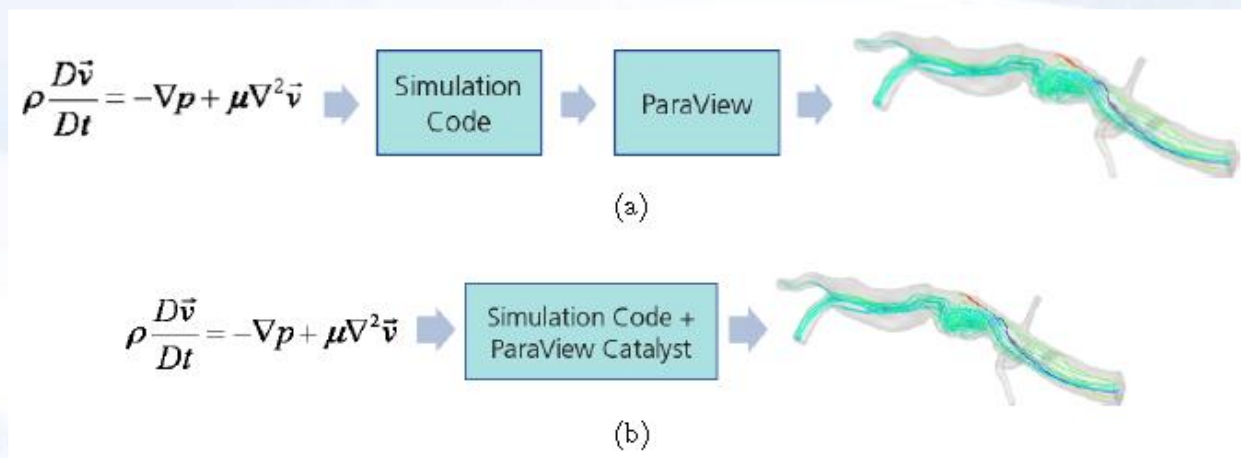 ρ Dv⃗/Dt = −∇p + μ∇²v⃗
Simulation
Code
ParaView
(a)
ρ Dv⃗/Dt = −∇p + μ∇²v⃗
Simulation Code +
ParaView Catalyst
(b)